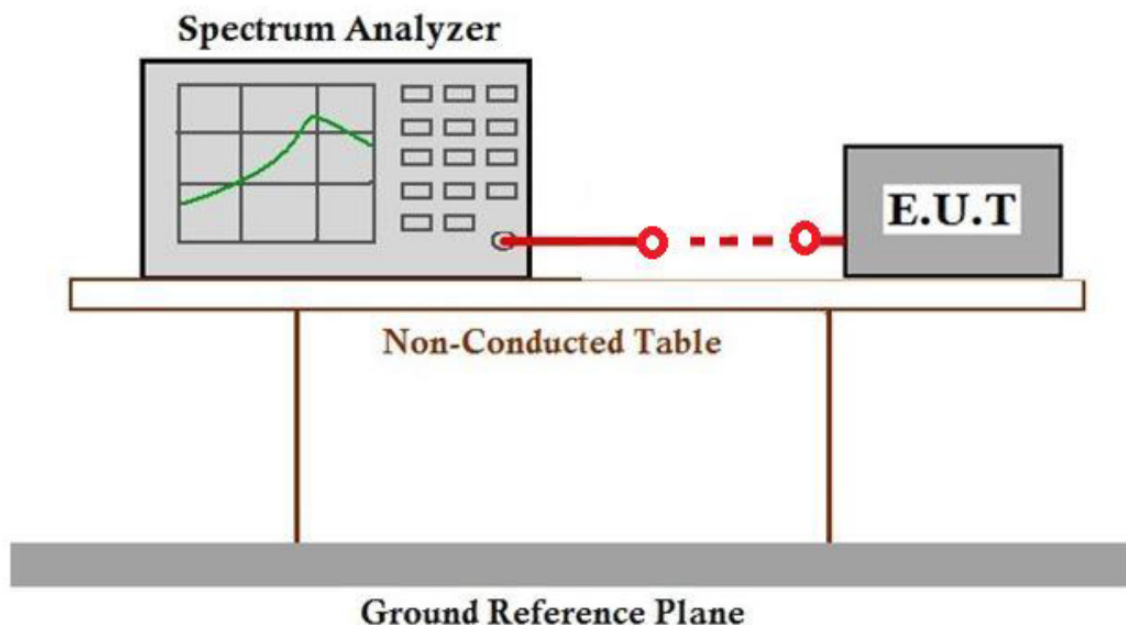 Spectrum Analyzer
E.U.T
Non-Conducted Table
Ground Reference Plane